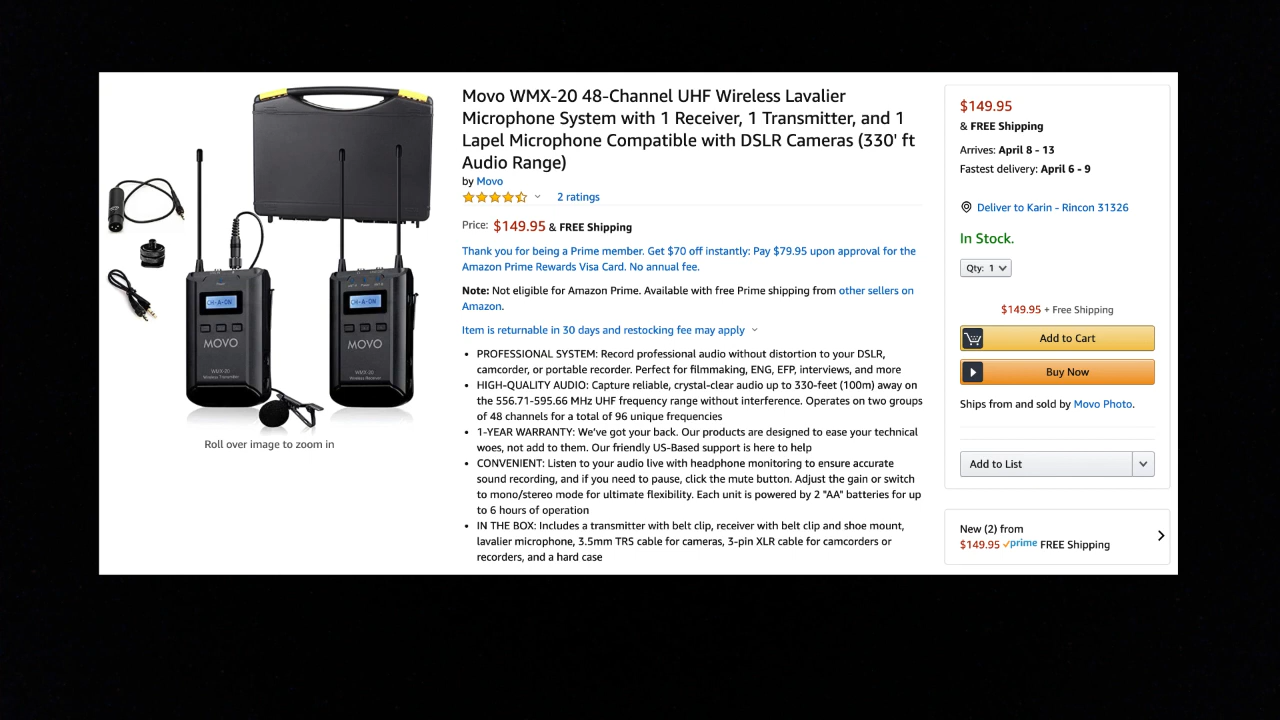 Movo WMX-20 48-Channel UHF Wireless Lavalier
Microphone System with 1 Receiver, 1 Transmitter, and 1
Lapel Microphone Compatible with DSLR Cameras (330' ft
Audio Range)
by Movo
2 ratings
Price: $149.95 & FREE Shipping
Thank you for being a Prime member. Get $70 off instantly: Pay $79.95 upon approval for the
Amazon Prime Rewards Visa Card. No annual fee.
Note: Not eligible for Amazon Prime. Available with free Prime shipping from other sellers on
Amazon.
Item is returnable in 30 days and restocking fee may apply
• PROFESSIONAL SYSTEM: Record professional audio without distortion to your DSLR,
camcorder, or portable recorder. Perfect for filmmaking, ENG, EFP, interviews, and more
• HIGH-QUALITY AUDIO: Capture reliable, crystal-clear audio up to 330-feet (100m) away on
the 556.71-595.66 MHz UHF frequency range without interference. Operates on two groups
of 48 channels for a total of 96 unique frequencies
• 1-YEAR WARRANTY: We've got your back. Our products are designed to ease your technical
woes, not add to them. Our friendly US-Based support is here to help
• CONVENIENT: Listen to your audio live with headphone monitoring to ensure accurate
sound recording, and if you need to pause, click the mute button. Adjust the gain or switch
to mono/stereo mode for ultimate flexibility. Each unit is powered by 2 "AA" batteries for up
to 6 hours of operation
• IN THE BOX: Includes a transmitter with belt clip, receiver with belt clip and shoe mount,
lavalier microphone, 3.5mm TRS cable for cameras, 3-pin XLR cable for camcorders or
recorders, and a hard case
CH-A-ON
MOVO
WMX-20
Wireless Transmitter
CH-A-ON
MOVO
WMX-20
Wireless Receiver
Roll over image to zoom in
$149.95
& FREE Shipping
Arrives: April 8 - 13
Fastest delivery: April 6 - 9
Deliver to Karin - Rincon 31326
In Stock.
Qty: 1
$149.95 + Free Shipping
Add to Cart
Buy Now
Ships from and sold by Movo Photo.
Add to List
New (2) from
$149.95 prime FREE Shipping